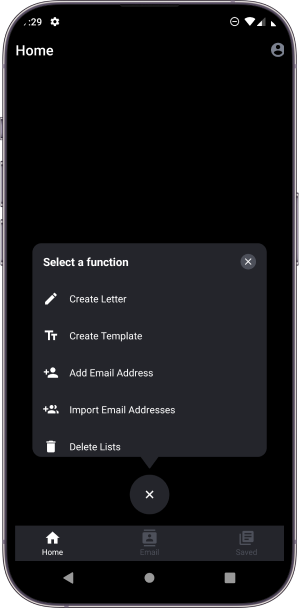 :29
Home
Select a function
Create Letter
Create Template
Add Email Address
Import Email Addresses
Delete Lists
Home
Email
Saved